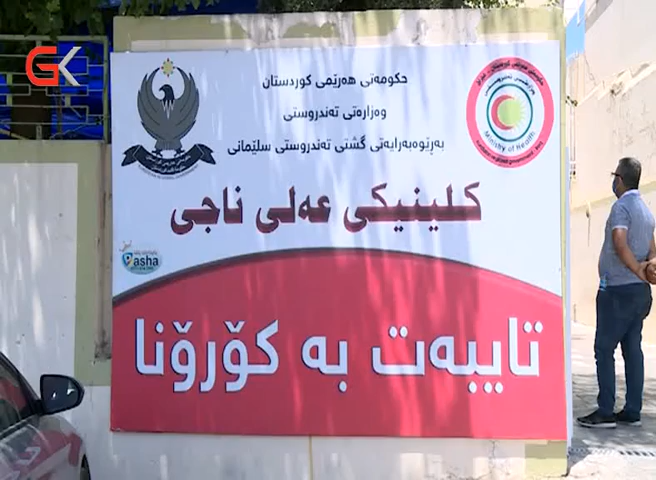 GK
حکومەتی هەرێمی کوردستان
وەزارەتی تەندروستی
بەڕێوەبەرایەتی گشتی تەندروستی سلێمانی
Ministry of Health
کلینیکی عەلی ناجی
asha
تایبەت بە کۆرۆنا